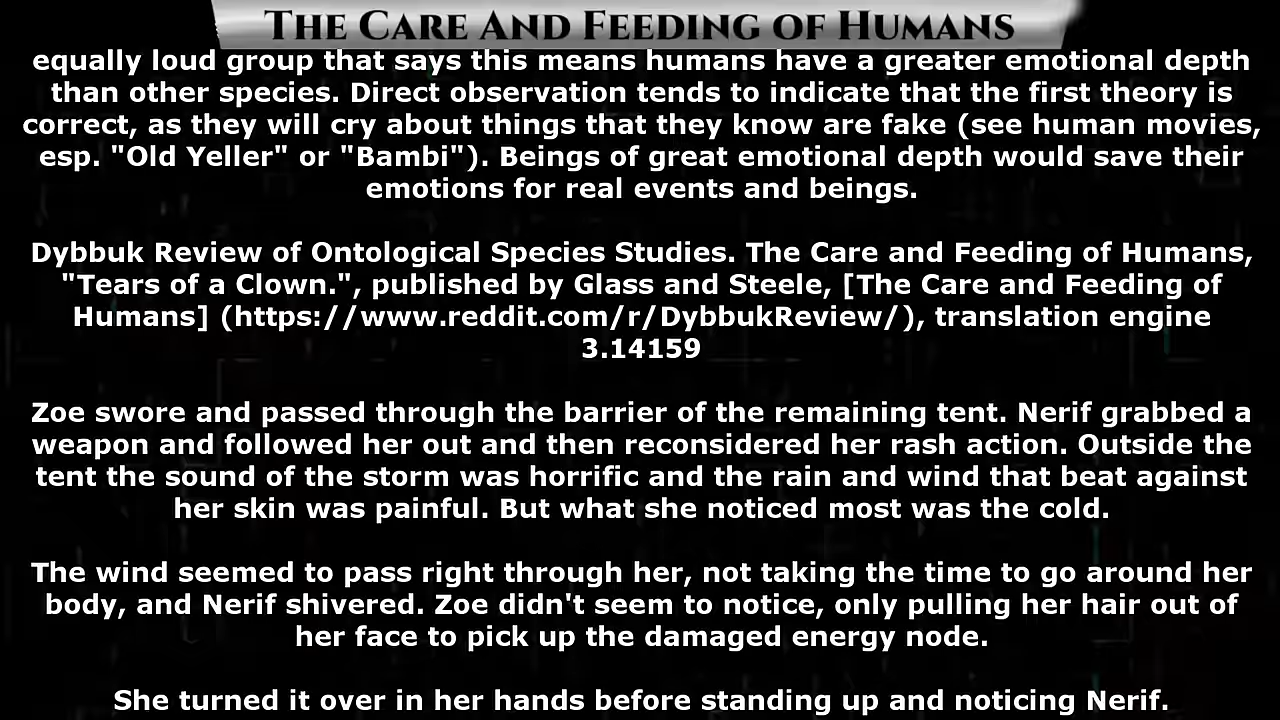 The Care And Feeding of Humans
equally loud group that says this means humans have a greater emotional depth
than other species. Direct observation tends to indicate that the first theory is
correct, as they will cry about things that they know are fake (see human movies,
esp. "Old Yeller" or "Bambi"). Beings of great emotional depth would save their
emotions for real events and beings.
Dybbuk Review of Ontological Species Studies. The Care and Feeding of Humans,
"Tears of a Clown.", published by Glass and Steele, [The Care and Feeding of
Humans] (https://www.reddit.com/r/DybbukReview/), translation engine
3.14159
Zoe swore and passed through the barrier of the remaining tent. Nerif grabbed a
weapon and followed her out and then reconsidered her rash action. Outside the
tent the sound of the storm was horrific and the rain and wind that beat against
her skin was painful. But what she noticed most was the cold.
The wind seemed to pass right through her, not taking the time to go around her
body, and Nerif shivered. Zoe didn't seem to notice, only pulling her hair out of
her face to pick up the damaged energy node.
She turned it over in her hands before standing up and noticing Nerif.